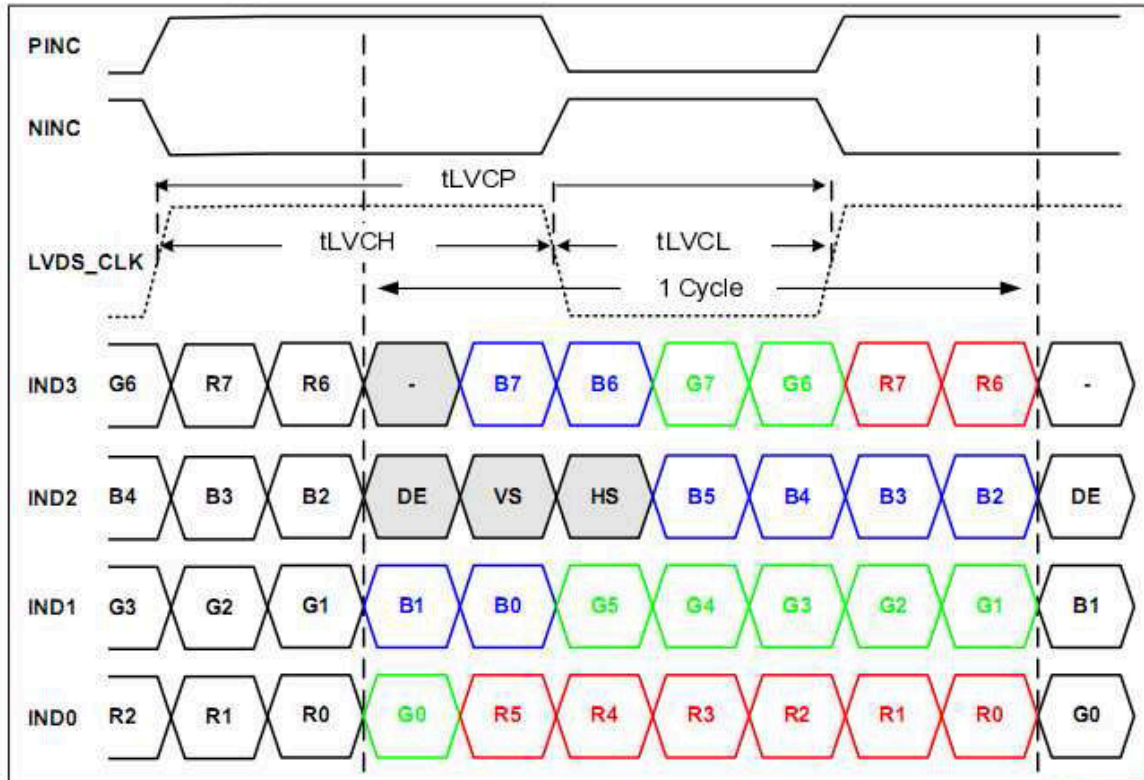 PINC
NINC
tLVCP
LVDS_CLK
tLVCH
tLVCL
1 Cycle
IND3 G6 R7 R6 - B7 B6 G7 G6 R7 R6 -
IND2 B4 B3 B2 DE VS HS B5 B4 B3 B2 DE
IND1 G3 G2 G1 B1 B0 G5 G4 G3 G2 G1 B1
IND0 R2 R1 R0 G0 R5 R4 R3 R2 R1 R0 G0